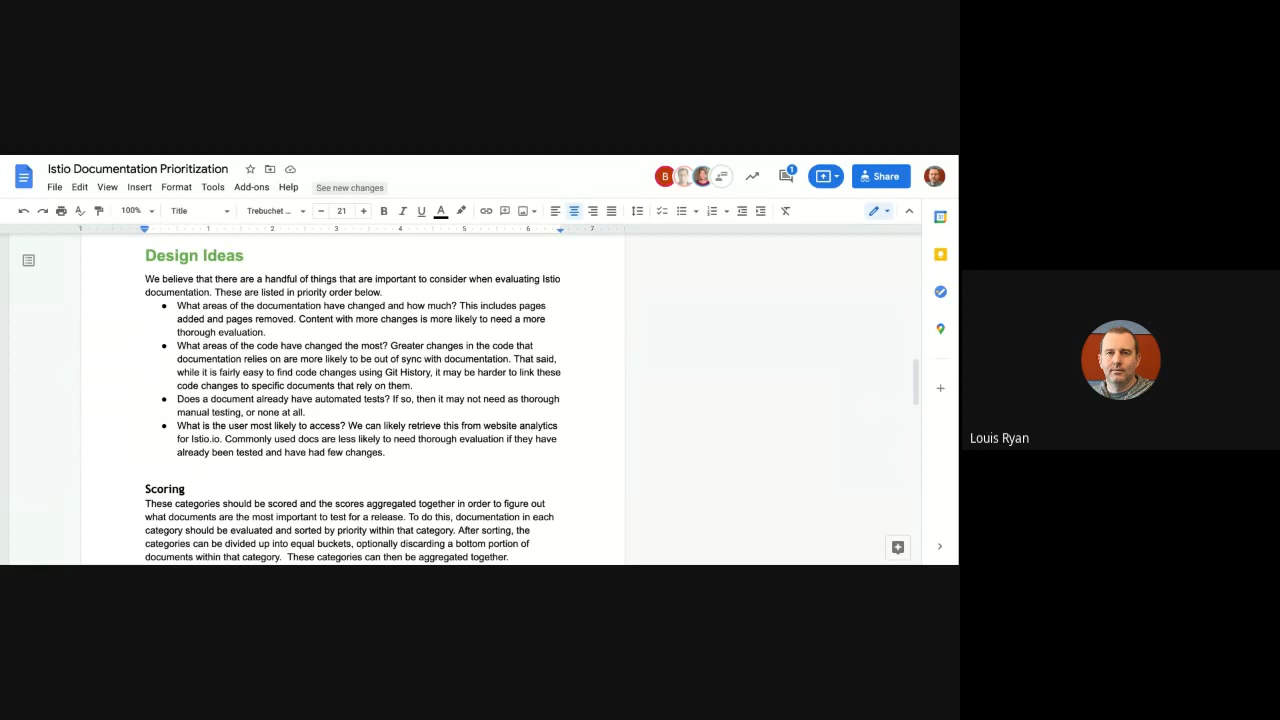 Istio Documentation Prioritization
File Edit View Insert Format Tools Add-ons Help See new changes
B
1
Share
100% Title Trebuchet ... 21 B I U A
1 1 2 3 4 5 6 7
Design Ideas
We believe that there are a handful of things that are important to consider when evaluating Istio
documentation. These are listed in priority order below.
● What areas of the documentation have changed and how much? This includes pages
added and pages removed. Content with more changes is more likely to need a more
thorough evaluation.
● What areas of the code have changed the most? Greater changes in the code that
documentation relies on are more likely to be out of sync with documentation. That said,
while it is fairly easy to find code changes using Git History, it may be harder to link these
code changes to specific documents that rely on them.
● Does a document already have automated tests? If so, then it may not need as thorough
manual testing, or none at all.
● What is the user most likely to access? We can likely retrieve this from website analytics
for Istio.io. Commonly used docs are less likely to need thorough evaluation if they have
already been tested and have had few changes.
Scoring
These categories should be scored and the scores aggregated together in order to figure out
what documents are the most important to test for a release. To do this, documentation in each
category should be evaluated and sorted by priority within that category. After sorting, the
categories can be divided up into equal buckets, optionally discarding a bottom portion of
documents within that category. These categories can then be aggregated together.
Louis Ryan